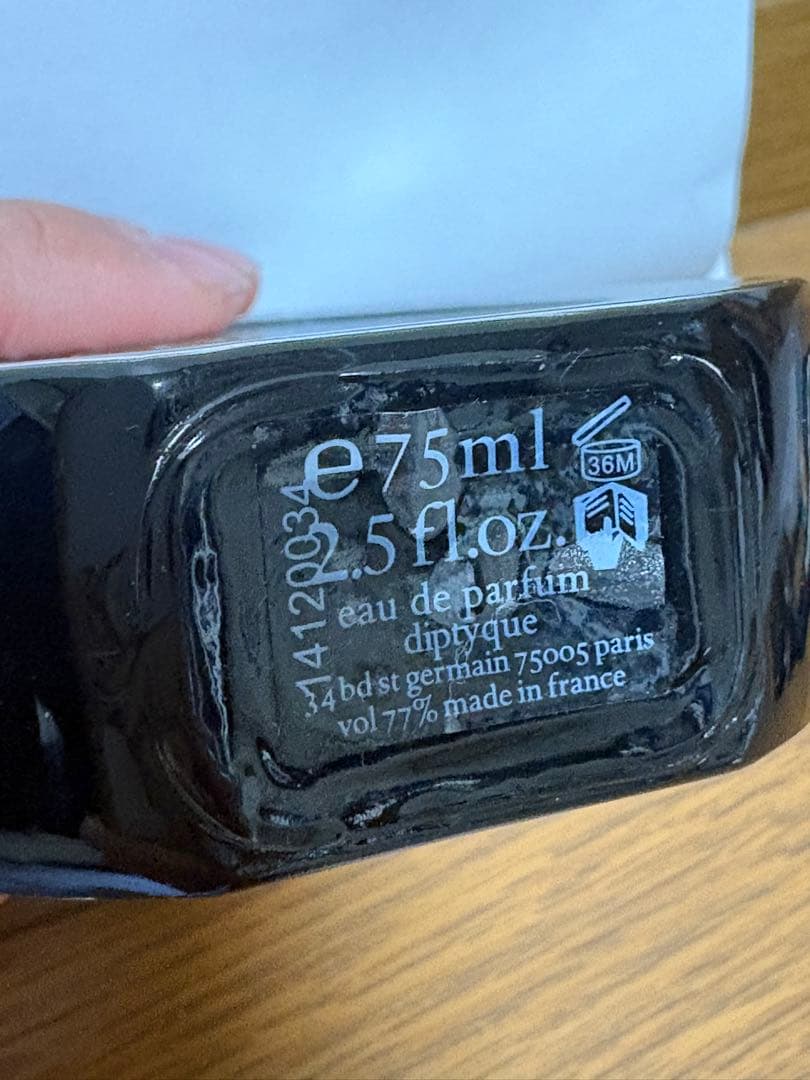 e 75ml
36M
2.5 fl.oz.
eau de parfum
diptyque
34 bd st germain 75005 paris
vol 77% made in france
14120034